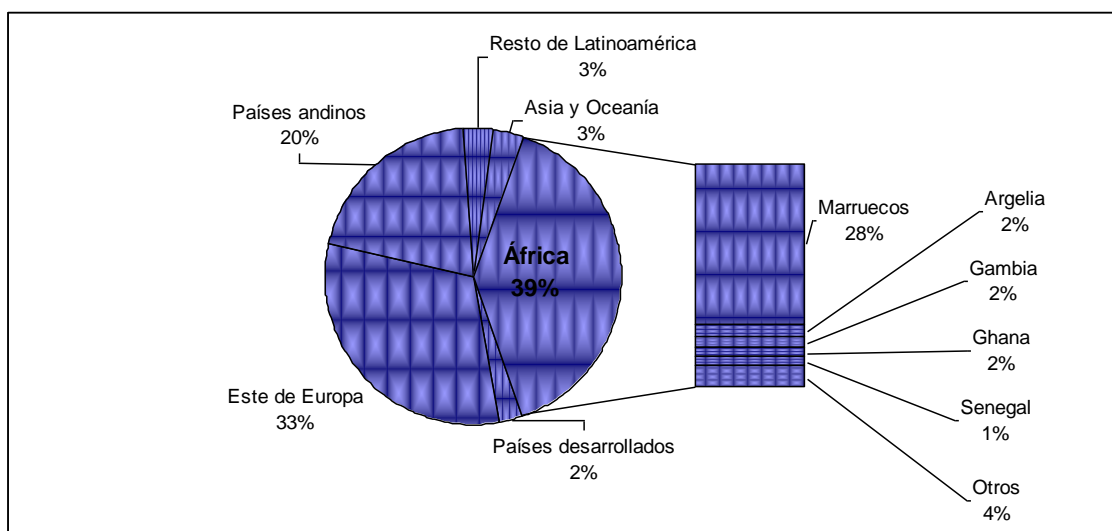 Resto de Latinoamérica
3%
Asia y Oceanía
3%
Países andinos
20%
África
39%
Este de Europa
33%
Países desarrollados
2%
Marruecos
28%
Argelia
2%
Gambia
2%
Ghana
2%
Senegal
1%
Otros
4%